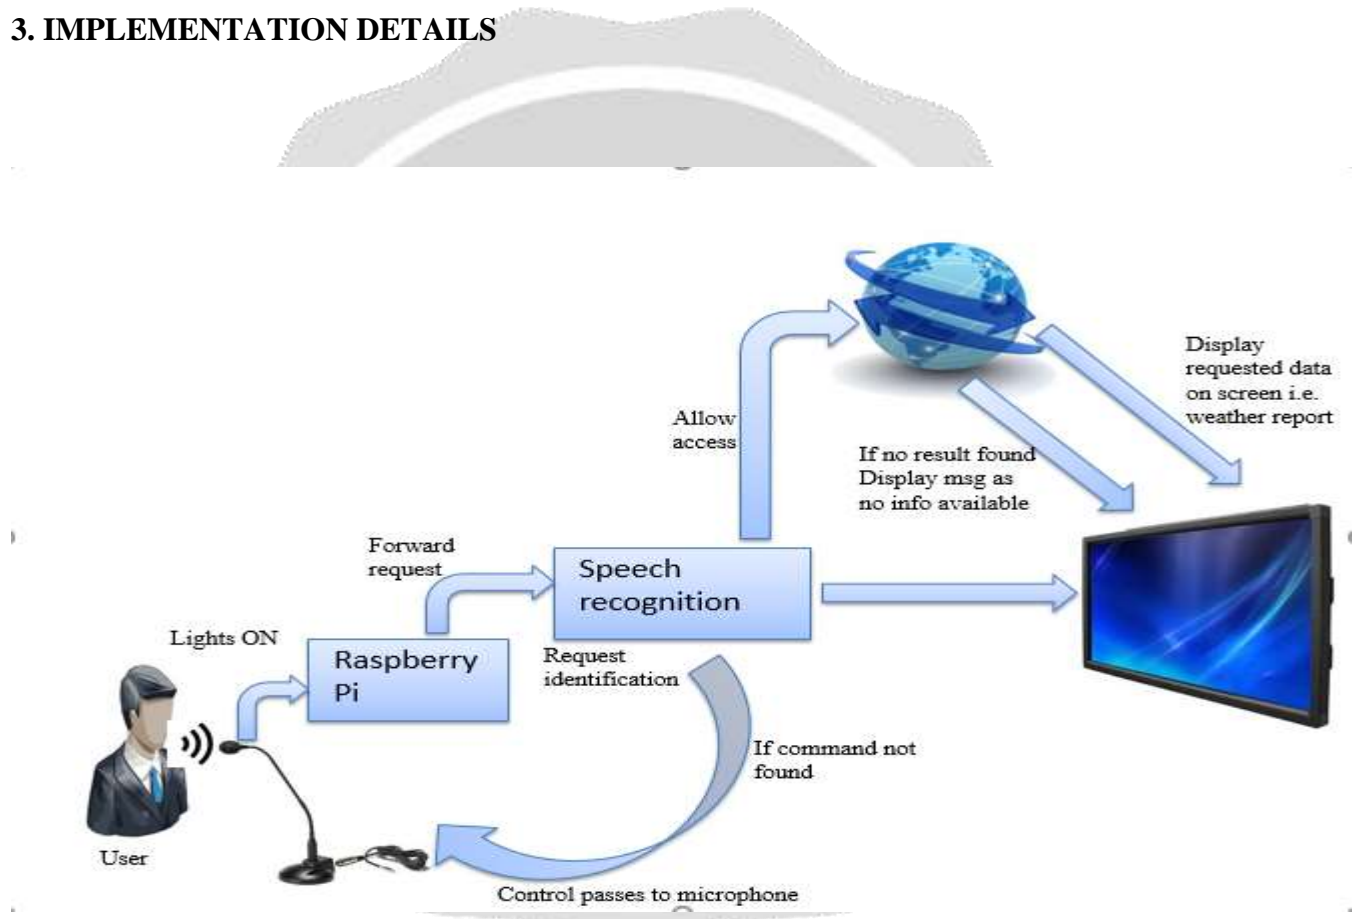 3. IMPLEMENTATION DETAILS
Display
requested data
on screen i.e.
weather report
Allow
access
If no result found
Display msg as
no info available
Forward
request
Speech
recognition
Lights ON
Raspberry
Pi
Request
identification
If command not
found
User
Control passes to microphone